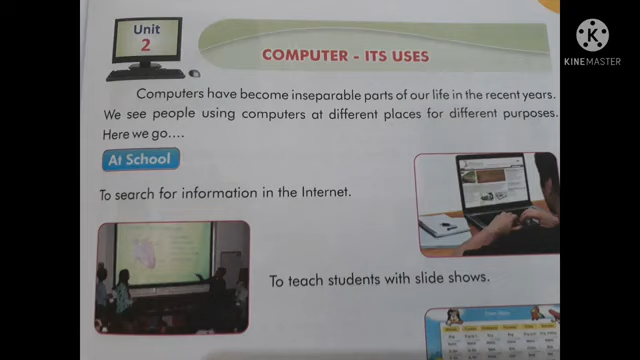 Unit
2
COMPUTER - ITS USES
K
KINEMASTER
Computers have become inseparable parts of our life in the recent years.
We see people using computers at different places for different purposes.
Here we go....
At School
To search for information in the Internet.
To teach students with slide shows.